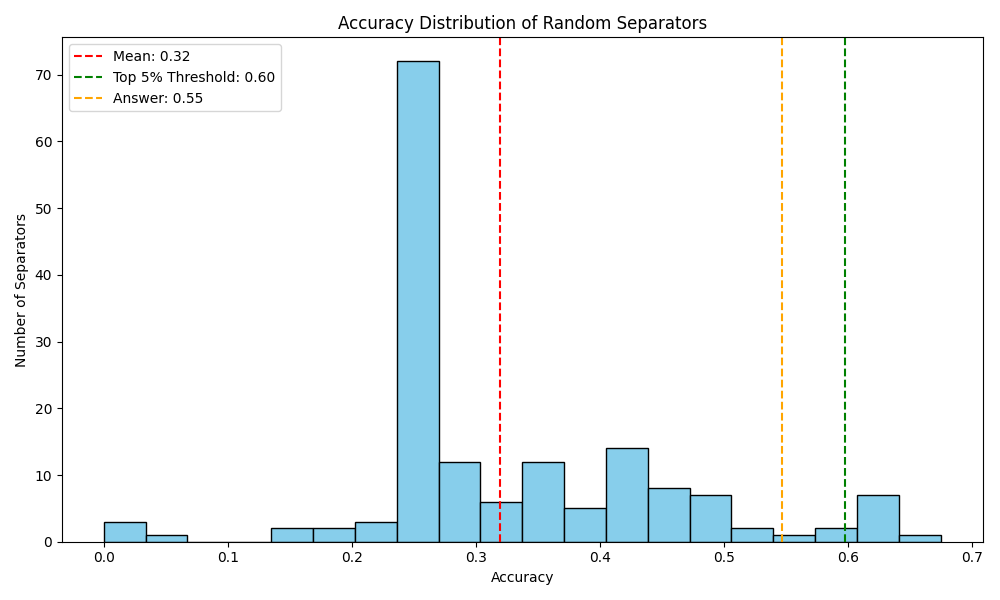 Accuracy Distribution of Random Separators
Mean: 0.32
Top 5% Threshold: 0.60
Answer: 0.55
Number of Separators
70
60
50
40
30
20
10
0
0.0 0.1 0.2 0.3 0.4 0.5 0.6 0.7
Accuracy